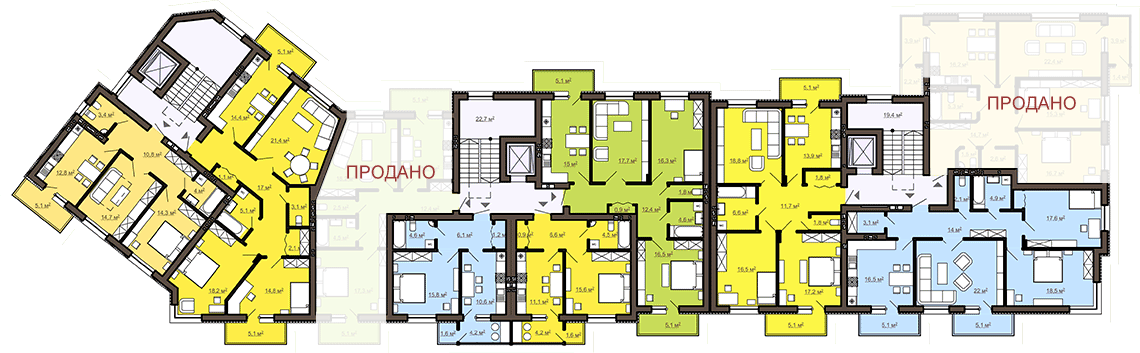 5,1 м²
14,4 м²
21,4 м²
3,4 м²
10,8 м²
12,8 м²
5,1 м²
14,7 м²
14,3 м²
4 м²
17 м²
5,1 м²
3,1 м²
2,1 м²
18,2 м²
14,8 м²
5,1 м²
ПРОДАНО
22,7 м²
5,1 м²
15 м²
17,7 м²
16,3 м²
1,8 м²
0,9 м²
12,4 м²
4,6 м²
16,5 м²
5,1 м²
4,6 м²
6,1 м²
1,2 м²
15,8 м²
10,6 м²
1,6 м²
4,2 м²
0,9 м²
6,6 м²
4,5 м²
11,1 м²
15,6 м²
4,2 м²
1,6 м²
5,1 м²
18,8 м²
13,9 м²
1,8 м²
6,6 м²
11,7 м²
1,8 м²
16,5 м²
17,2 м²
5,1 м²
19,4 м²
ПРОДАНО
3,1 м²
2,1 м²
4,9 м²
14 м²
17,6 м²
16,5 м²
22 м²
18,5 м²
5,1 м²
5,1 м²